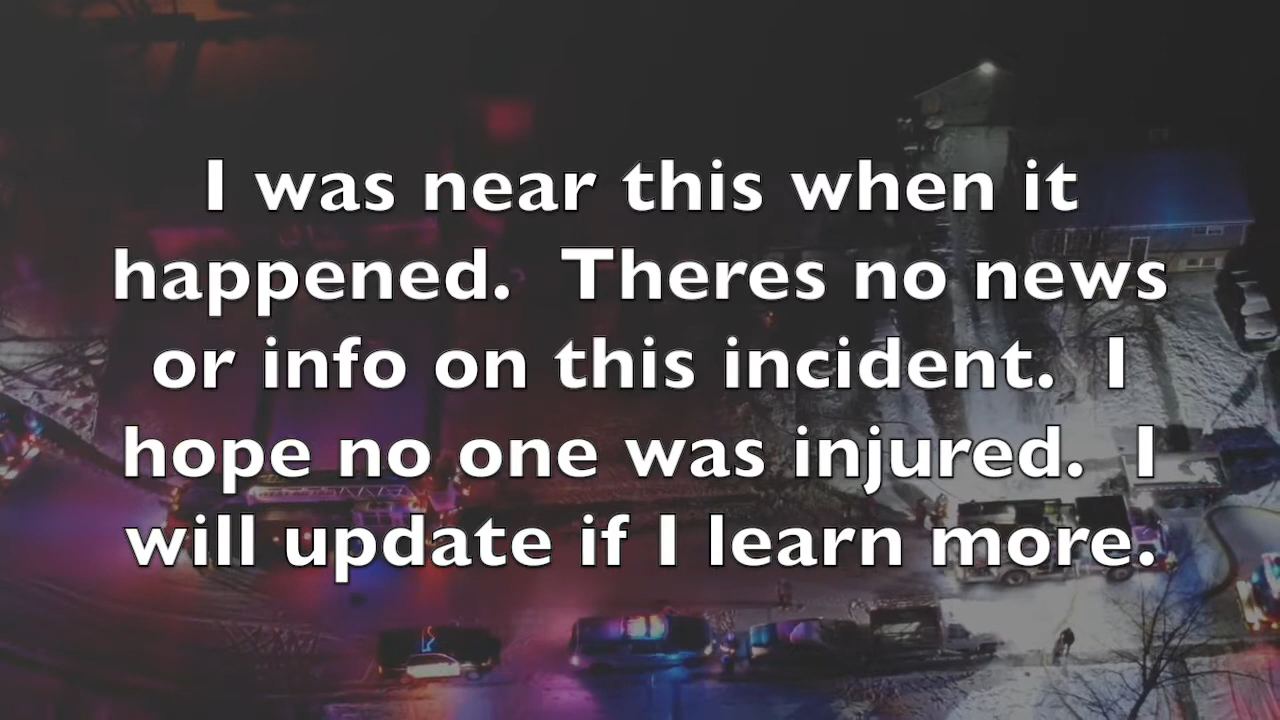 I was near this when it
happened.  Theres no news
or info on this incident.  I
hope no one was injured.  I
will update if I learn more.